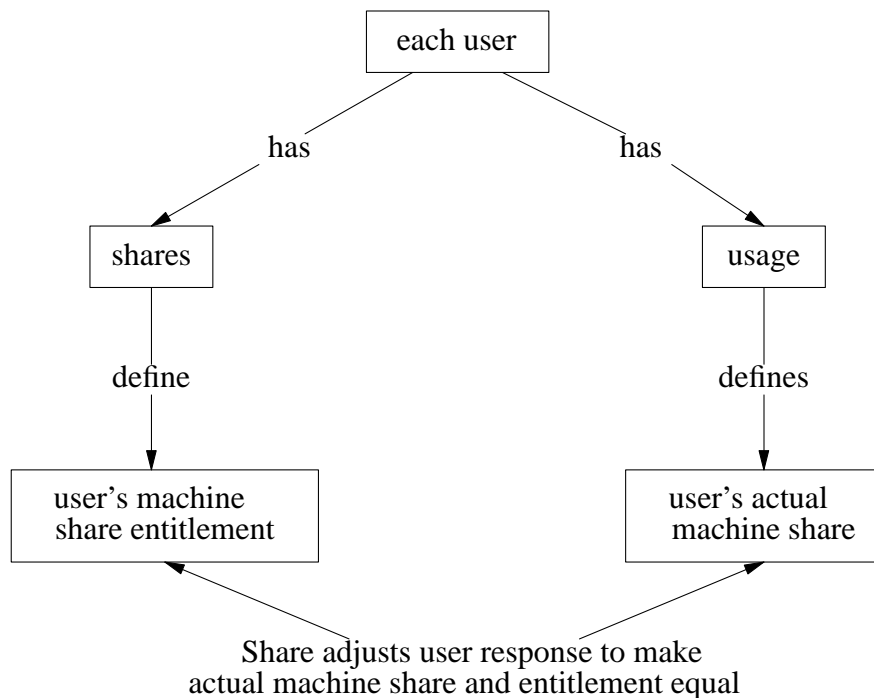 each user
has
has
shares
usage
define
defines
user’s machine
share entitlement
user’s actual
machine share
Share adjusts user response to make
actual machine share and entitlement equal